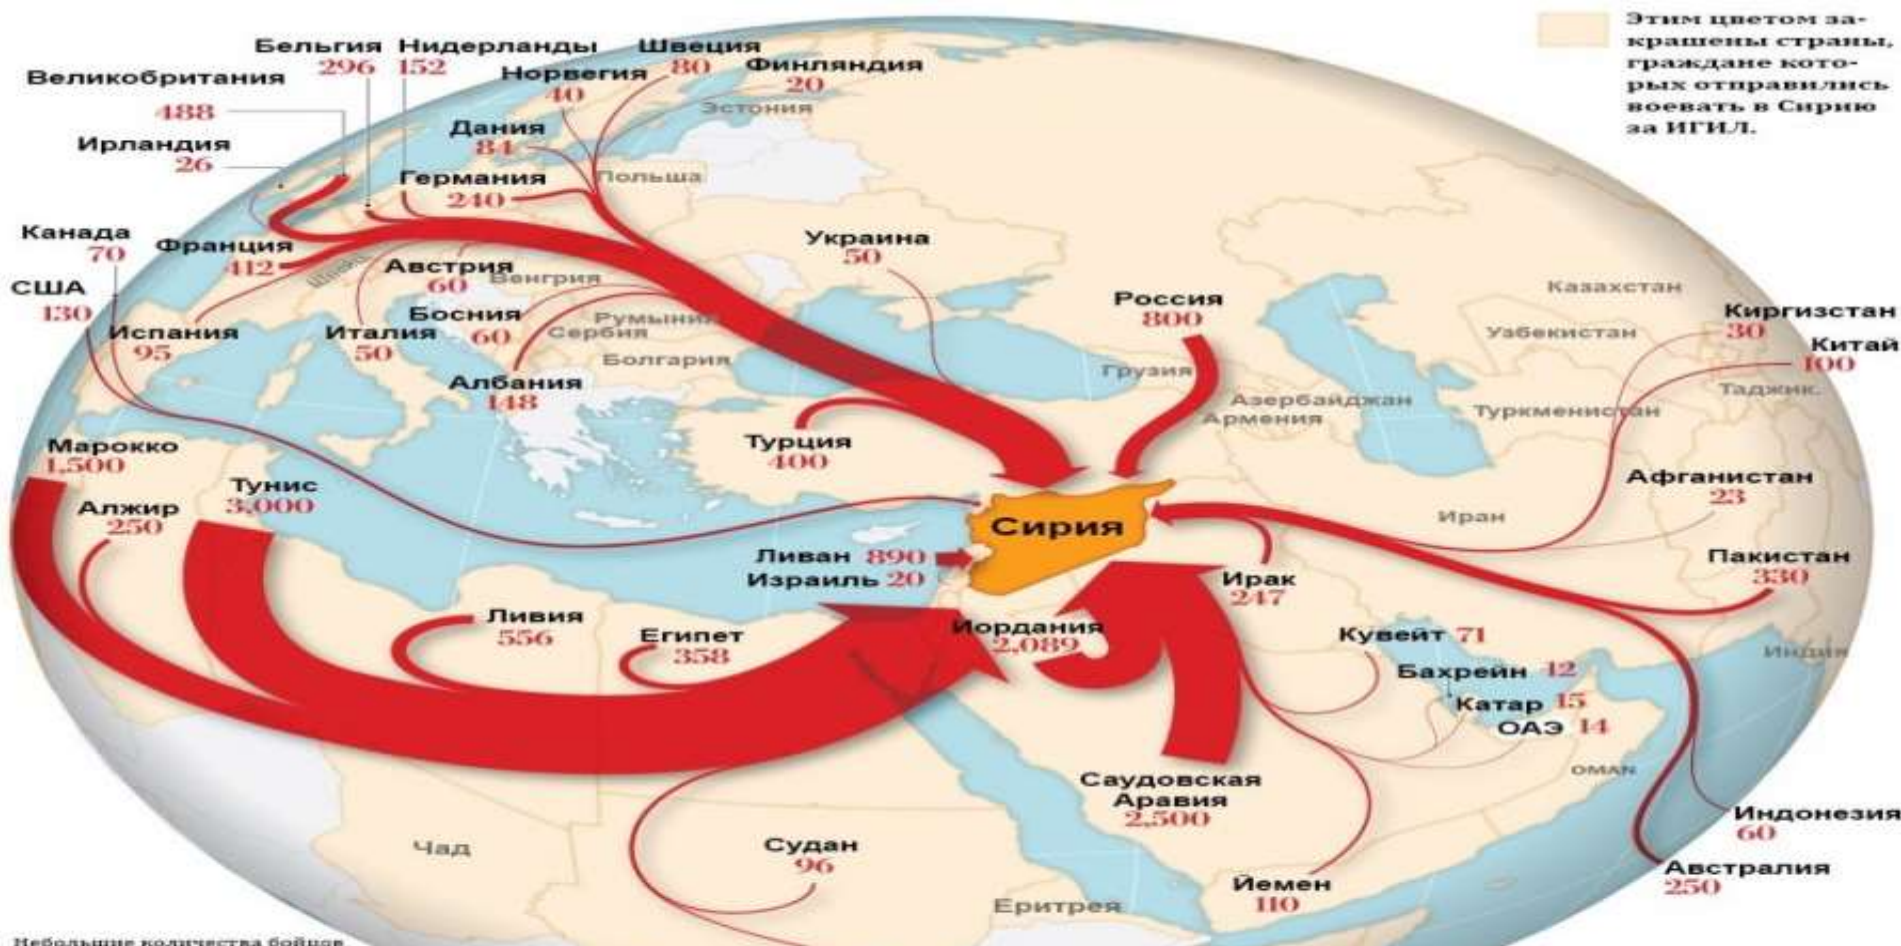 Этим цветом за-
крашены страны,
граждане кото-
рых отправились
воевать в Сирию
за ИГИЛ.
Бельгия
296
Нидерланды
152
Швеция
80
Великобритания
488
Норвегия
40
Финляндия
20
Эстония
Ирландия
26
Дания
84
Германия
240
Польша
Канада
70
Франция
412
Австрия
60
Венгрия
Украина
50
США
130
Испания
95
Италия
50
Босния
60
Румыния
Сербия
Болгария
Албания
148
Россия
800
Грузия
Азербайджан
Армения
Казахстан
Узбекистан
Туркменистан
Киргизстан
30
Китай
100
Таджик.
Марокко
1,500
Алжир
250
Тунис
3,000
Турция
400
Сирия
Иран
Афганистан
23
Ливан 890
Израиль 20
Ирак
247
Пакистан
330
Ливия
556
Египет
358
Иордания
2,089
Кувейт 71
Бахрейн 12
Катар 15
ОАЭ 14
Индия
OMAN
Саудовская
Аравия
2,500
Чад
Судан
96
Йемен
110
Еритрея
Индонезия
60
Австралия
250
Небольшие количества бойцов